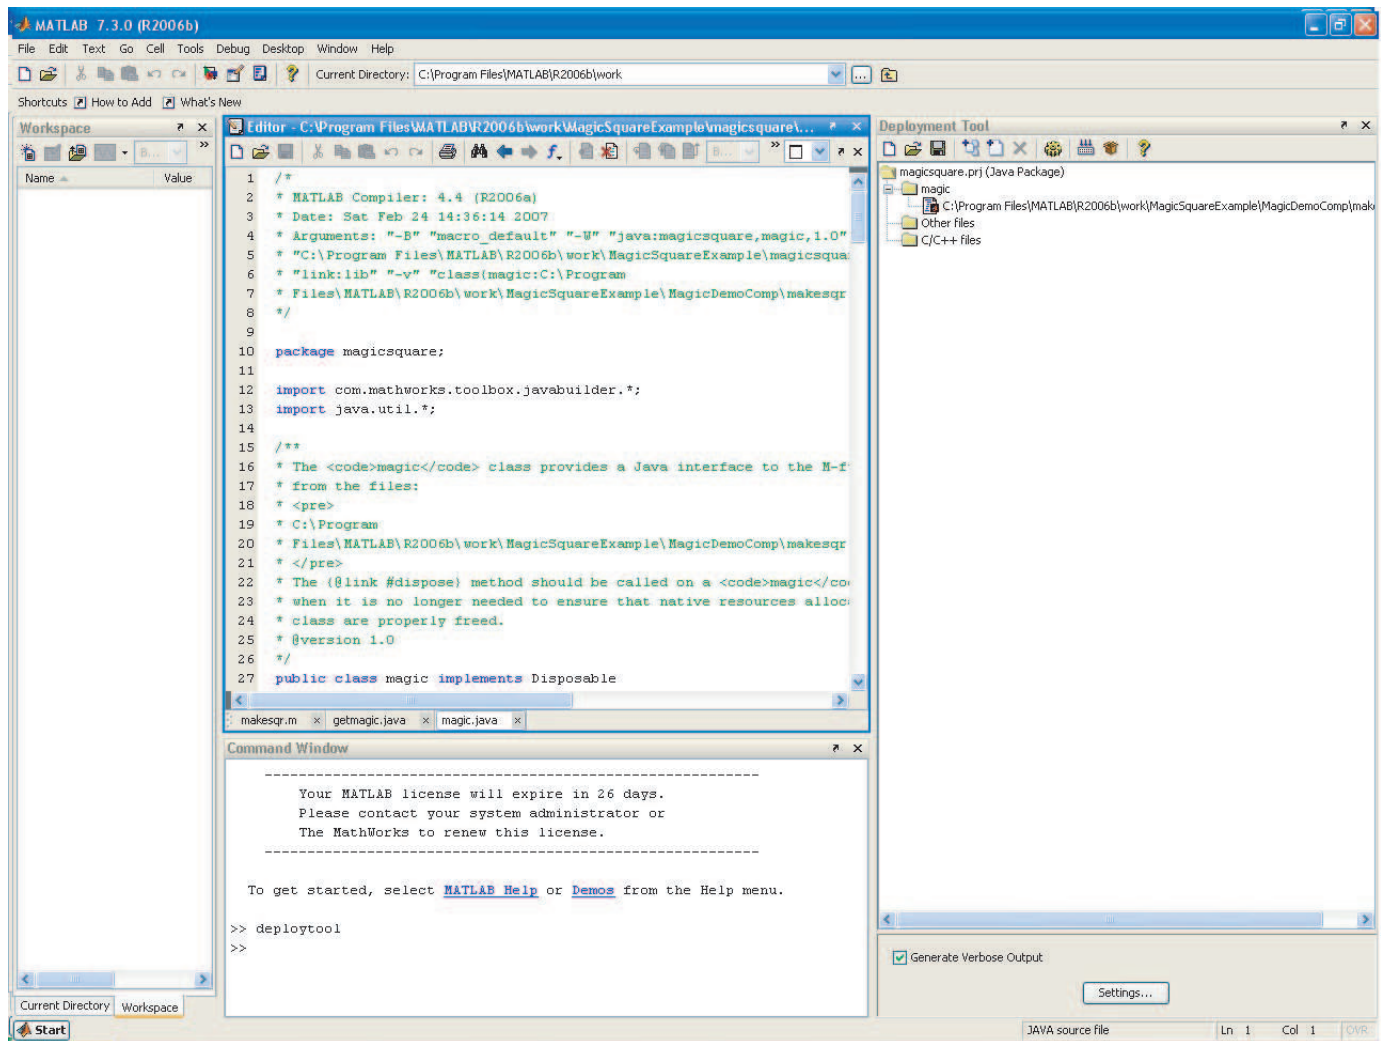 MATLAB 7.3.0 (R2006b)
File Edit Text Go Cell Tools Debug Desktop Window Help
Current Directory: C:\Program Files\MATLAB\R2006b\work
Shortcuts How to Add What's New
Workspace
Name Value
Editor - C:\Program Files\MATLAB\R2006b\work\MagicSquareExample\magicsquare\...
1 /*
2 * MATLAB Compiler: 4.4 (R2006a)
3 * Date: Sat Feb 24 14:36:14 2007
4 * Arguments: "-B" "macro_default" "-W" "java:magicsquare,magic,1.0"
5 * "C:\Program Files\MATLAB\R2006b\work\MagicSquareExample\magicsqua
6 * "link:lib" "-v" "class{magic:C:\Program
7 * Files\MATLAB\R2006b\work\MagicSquareExample\MagicDemoComp\makesqr
8 */
9
10 package magicsquare;
11
12 import com.mathworks.toolbox.javabuilder.*;
13 import java.util.*;
14
15 /**
16 * The <code>magic</code> class provides a Java interface to the M-f
17 * from the files:
18 * <pre>
19 * C:\Program
20 * Files\MATLAB\R2006b\work\MagicSquareExample\MagicDemoComp\makesqr
21 * </pre>
22 * The {@link #dispose} method should be called on a <code>magic</co
23 * when it is no longer needed to ensure that native resources alloc
24 * class are properly freed.
25 * @version 1.0
26 */
27 public class magic implements Disposable
makesqr.m getmagic.java magic.java
Command Window
Your MATLAB license will expire in 26 days.
Please contact your system administrator or
The MathWorks to renew this license.
To get started, select MATLAB Help or Demos from the Help menu.
>> deploytool
>>
Deployment Tool
magicsquare.prj (Java Package)
magic
C:\Program Files\MATLAB\R2006b\work\MagicSquareExample\MagicDemoComp\mak
Other files
C/C++ files
Generate Verbose Output
Settings...
Current Directory Workspace
Start
JAVA source file Ln 1 Col 1 OVR